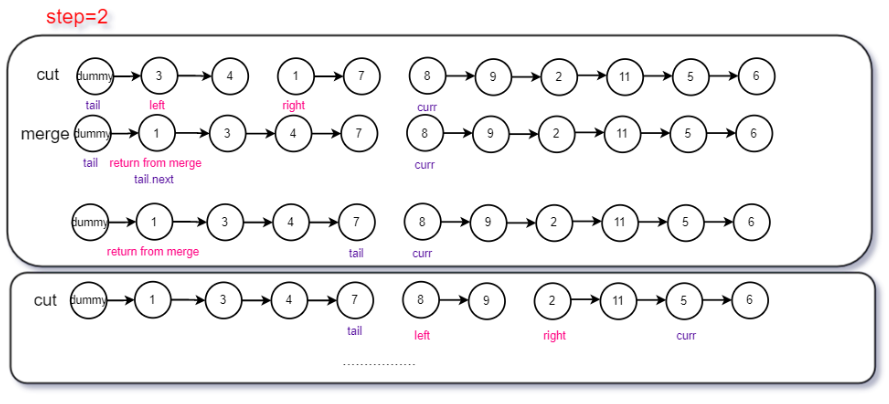 step=2
cut dummy 3 4 1 7 8 9 2 11 5 6
tail left right curr
merge dummy 1 3 4 7 8 9 2 11 5 6
tail return from merge curr
tail.next
dummy 1 3 4 7 8 9 2 11 5 6
return from merge tail curr
cut dummy 1 3 4 7 8 9 2 11 5 6
tail left right curr
.................